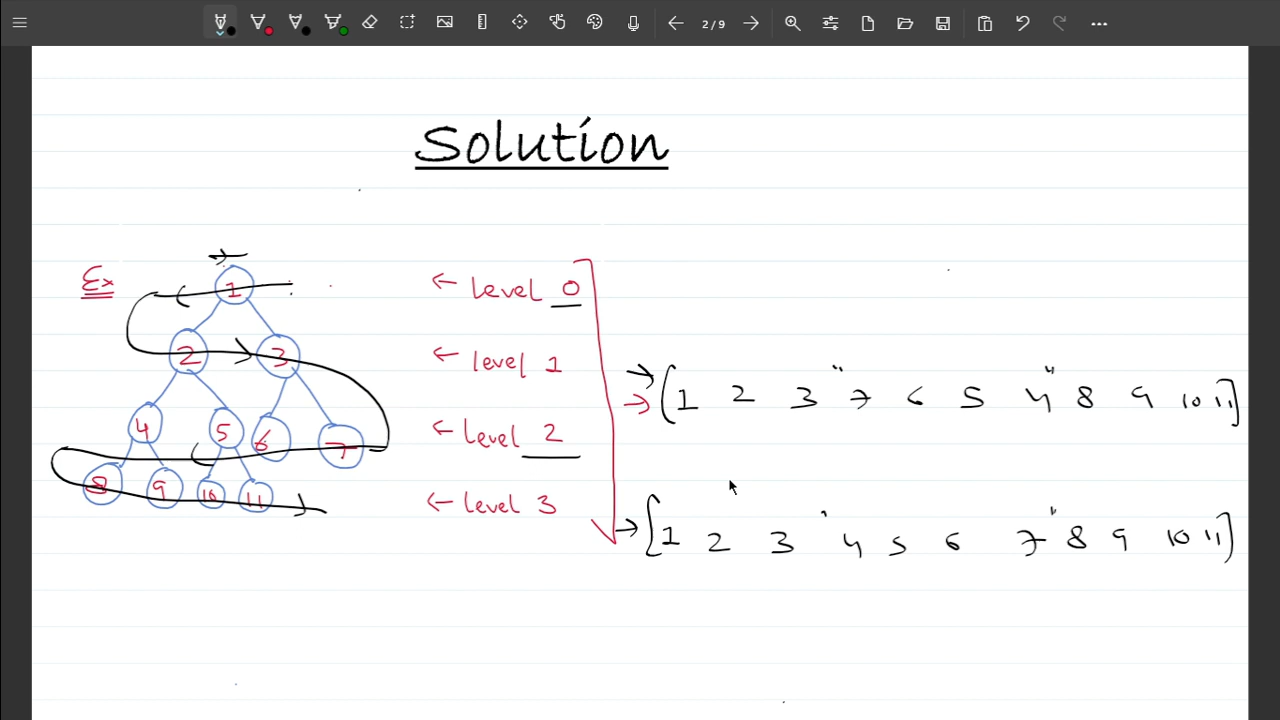 2/9
Solution
Ex
1
2 3
4 5 6 7
8 9 10 11
← level 0
← level 1
← level 2
← level 3
→ [1 2 3 " 7 6 5 4 " 8 9 10 11]
→ [1 2 3 ' 4 5 6 7 " 8 9 10 11]